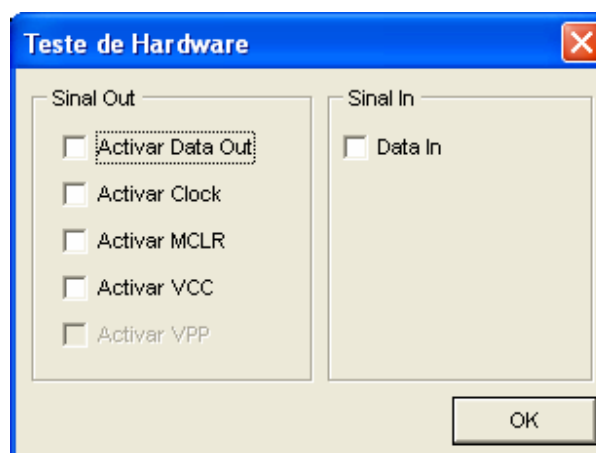 Teste de Hardware
Sinal Out
Activar Data Out
Activar Clock
Activar MCLR
Activar VCC
Activar VPP
Sinal In
Data In
OK